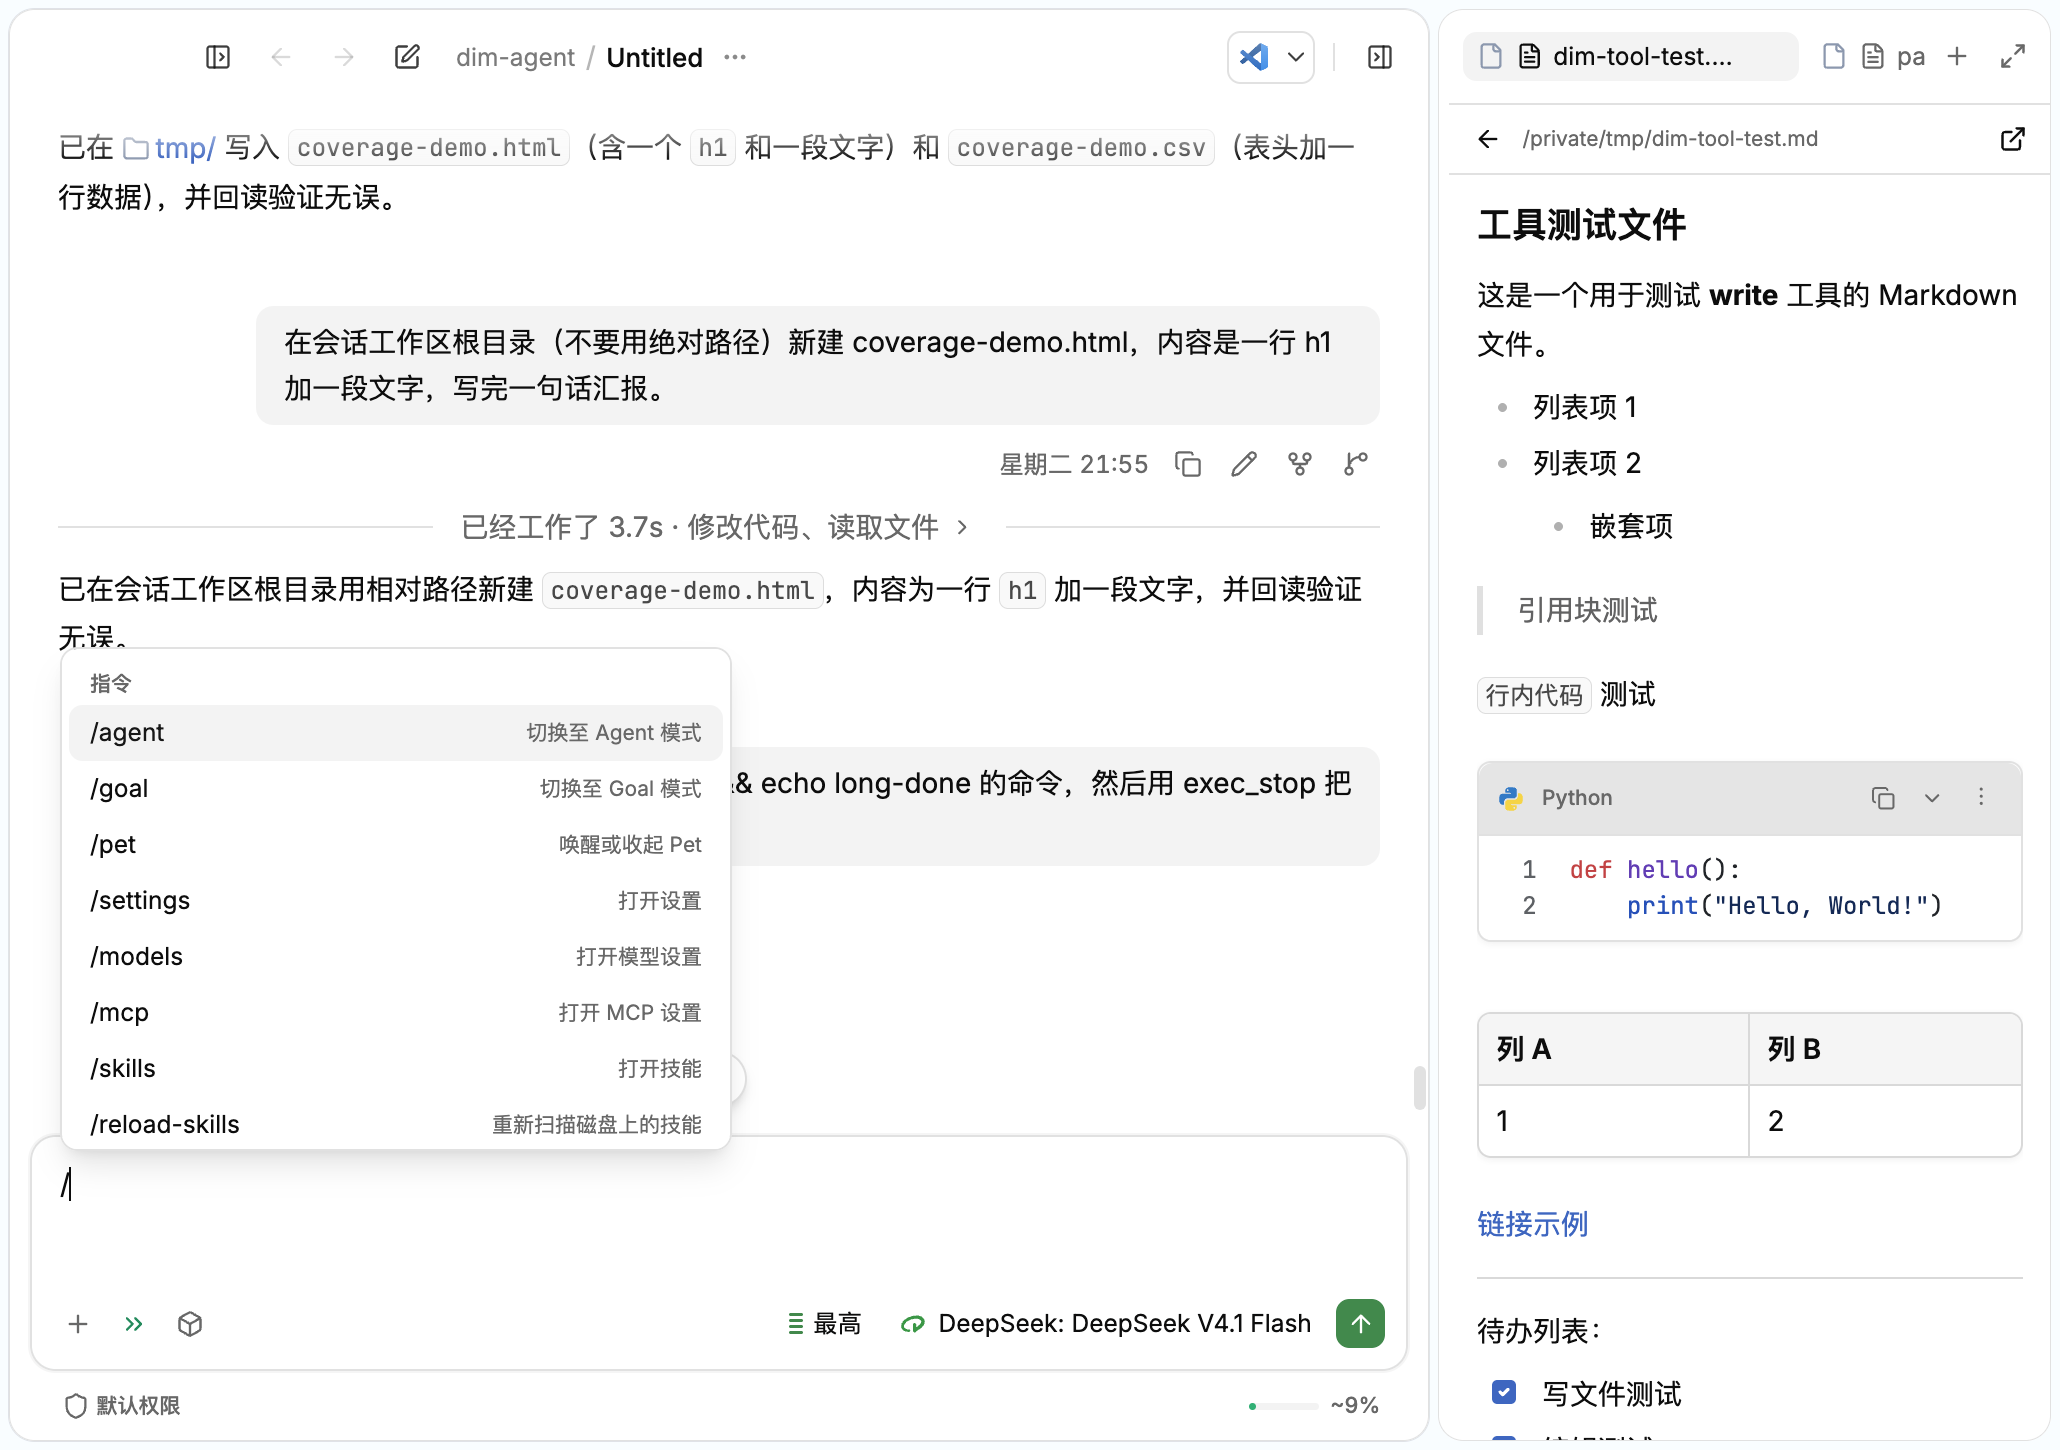 dim-agent / Untitled
已在 tmp/ 写入 coverage-demo.html （含一个 h1 和一段文字）和 coverage-demo.csv （表头加一
行数据），并回读验证无误。
在会话工作区根目录（不要用绝对路径）新建 coverage-demo.html，内容是一行 h1
加一段文字，写完一句话汇报。
星期二 21:55
已经工作了 3.7s · 修改代码、读取文件
已在会话工作区根目录用相对路径新建 coverage-demo.html ，内容为一行 h1 加一段文字，并回读验证
无误。
&& echo long-done 的命令，然后用 exec_stop 把
指令
/agent 切换至 Agent 模式
/goal 切换至 Goal 模式
/pet 唤醒或收起 Pet
/settings 打开设置
/models 打开模型设置
/mcp 打开 MCP 设置
/skills 打开技能
/reload-skills 重新扫描磁盘上的技能
/
最高 DeepSeek: DeepSeek V4.1 Flash
默认权限 ~9%
dim-tool-test.... pa
/private/tmp/dim-tool-test.md
工具测试文件
这是一个用于测试 write 工具的 Markdown
文件。
列表项 1
列表项 2
嵌套项
引用块测试
行内代码 测试
Python
1 def hello():
2 print("Hello, World!")
列 A 列 B
1 2
链接示例
待办列表：
写文件测试